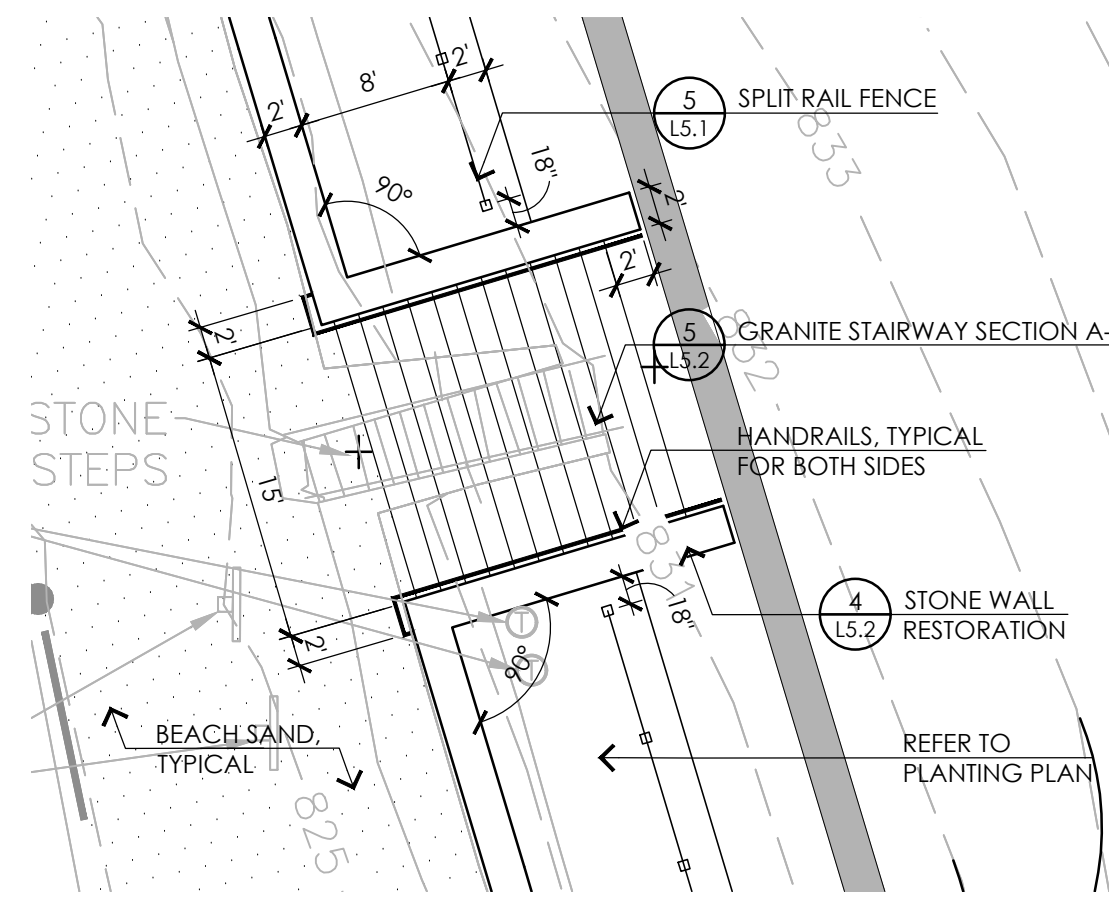 2'
8'
2'
5
L5.1
SPLIT RAIL FENCE
833
18"
90°
2'
2'
2'
832
5
L5.2
GRANITE STAIRWAY SECTION A-
STONE
STEPS
HANDRAILS, TYPICAL
FOR BOTH SIDES
15'
831
4
L5.2
STONE WALL
RESTORATION
18"
2'
T
T
90°
BEACH SAND,
TYPICAL
REFER TO
PLANTING PLAN
825